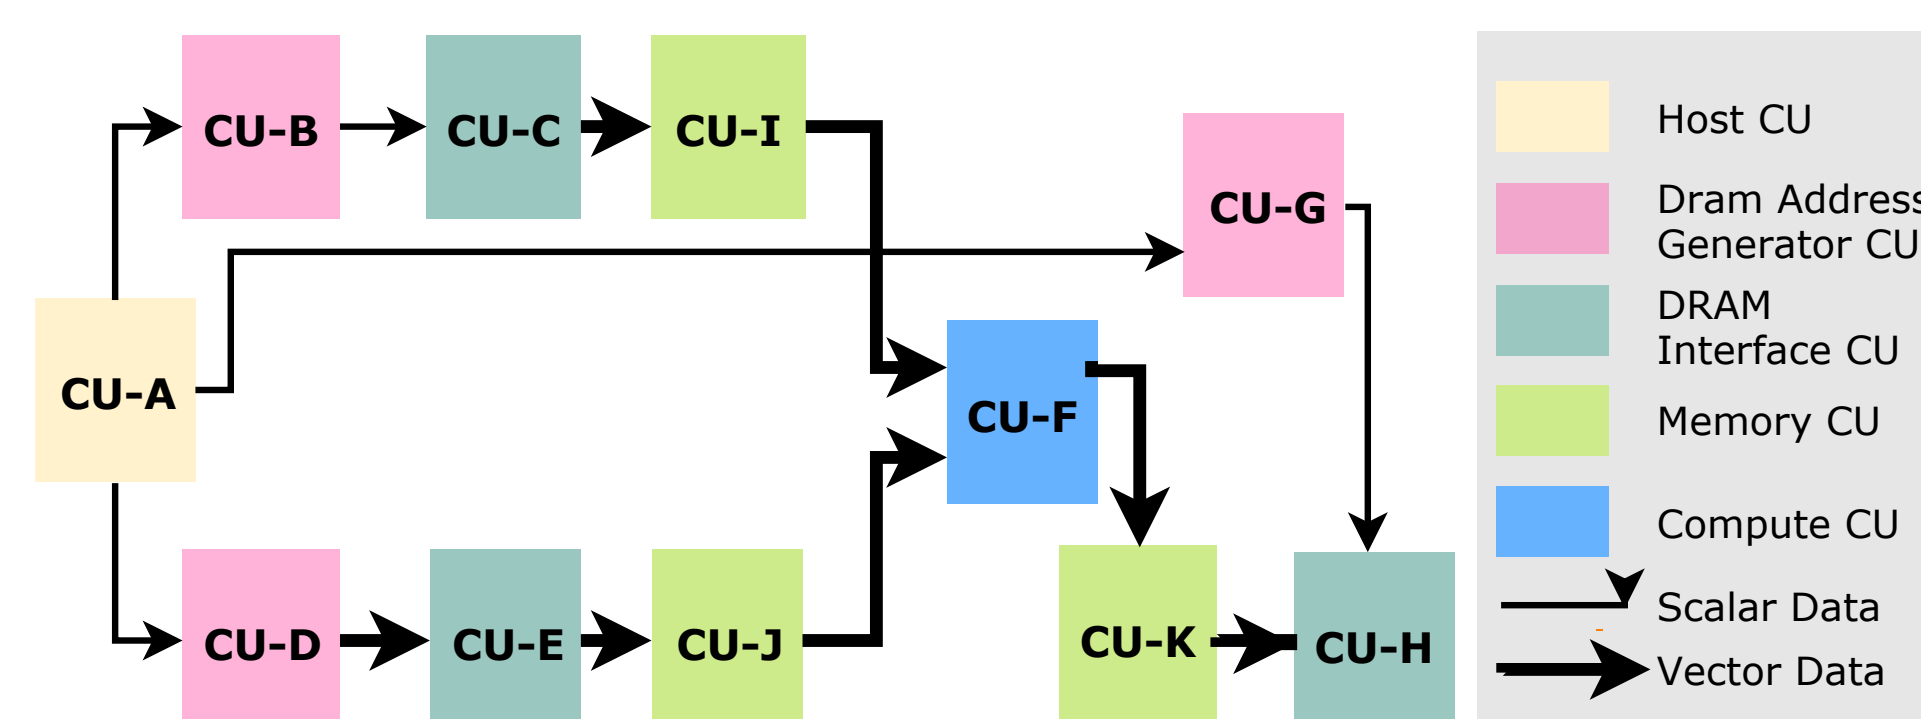 CU-B
CU-C
CU-I
CU-G
CU-A
CU-F
CU-D
CU-E
CU-J
CU-K
CU-H
Host CU
Dram Address
Generator CU
DRAM
Interface CU
Memory CU
Compute CU
Scalar Data
Vector Data